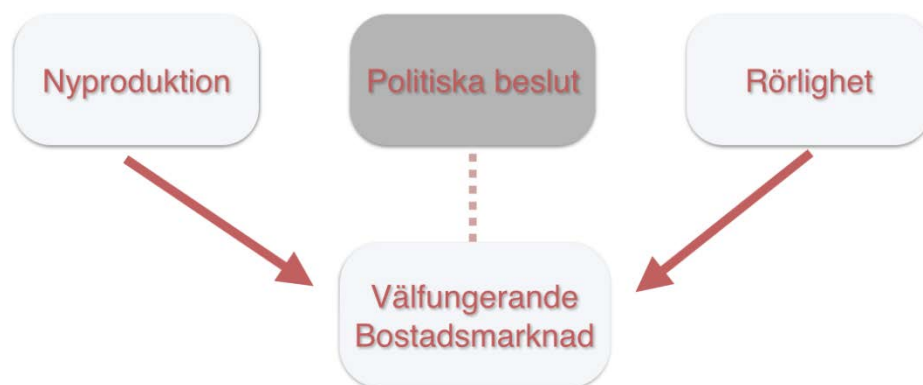 Nyproduktion
Politiska beslut
Rörlighet
Välfungerande
Bostadsmarknad